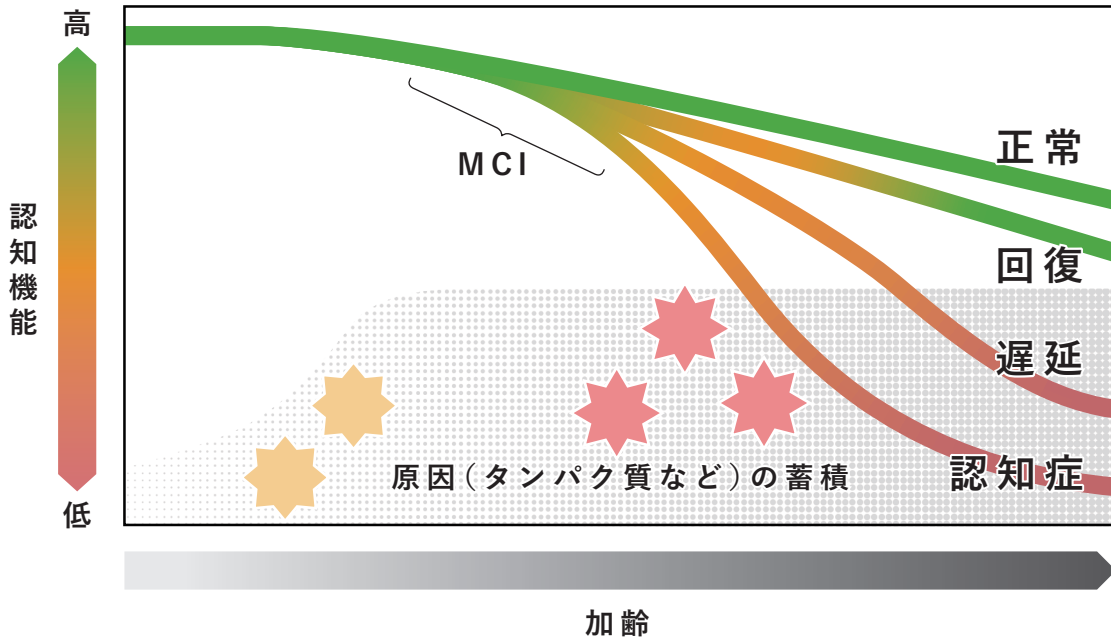 高
認知機能
低
MCI
正常
回復
遅延
認知症
原因(タンパク質など)の蓄積
加齢